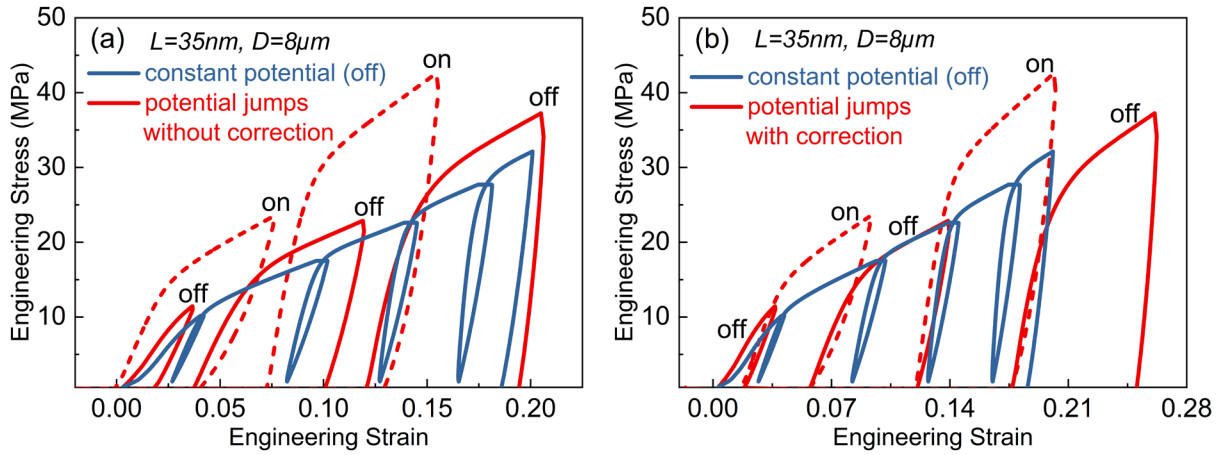 (a)
L=35nm, D=8μm
constant potential (off)
potential jumps
without correction
on
off
on
off
off
50
40
30
20
10
0.00 0.05 0.10 0.15 0.20
Engineering Stress (MPa)
Engineering Strain
(b)
L=35nm, D=8μm
constant potential (off)
potential jumps
with correction
on
off
on
off
off
50
40
30
20
10
0.00 0.07 0.14 0.21 0.28
Engineering Stress (MPa)
Engineering Strain